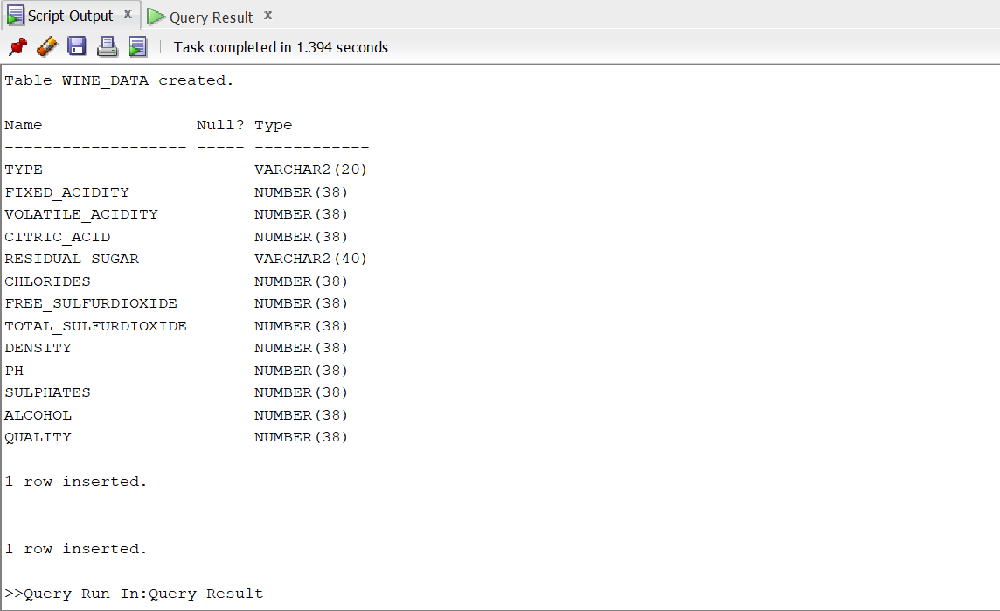 Script Output x Query Result x
Task completed in 1.394 seconds
Table WINE_DATA created.
Name                Null? Type
------------------- ----- ------------
TYPE                      VARCHAR2(20)
FIXED_ACIDITY             NUMBER(38)
VOLATILE_ACIDITY          NUMBER(38)
CITRIC_ACID               NUMBER(38)
RESIDUAL_SUGAR            VARCHAR2(40)
CHLORIDES                 NUMBER(38)
FREE_SULFURDIOXIDE        NUMBER(38)
TOTAL_SULFURDIOXIDE       NUMBER(38)
DENSITY                   NUMBER(38)
PH                        NUMBER(38)
SULPHATES                 NUMBER(38)
ALCOHOL                   NUMBER(38)
QUALITY                   NUMBER(38)
1 row inserted.
1 row inserted.
>>Query Run In:Query Result